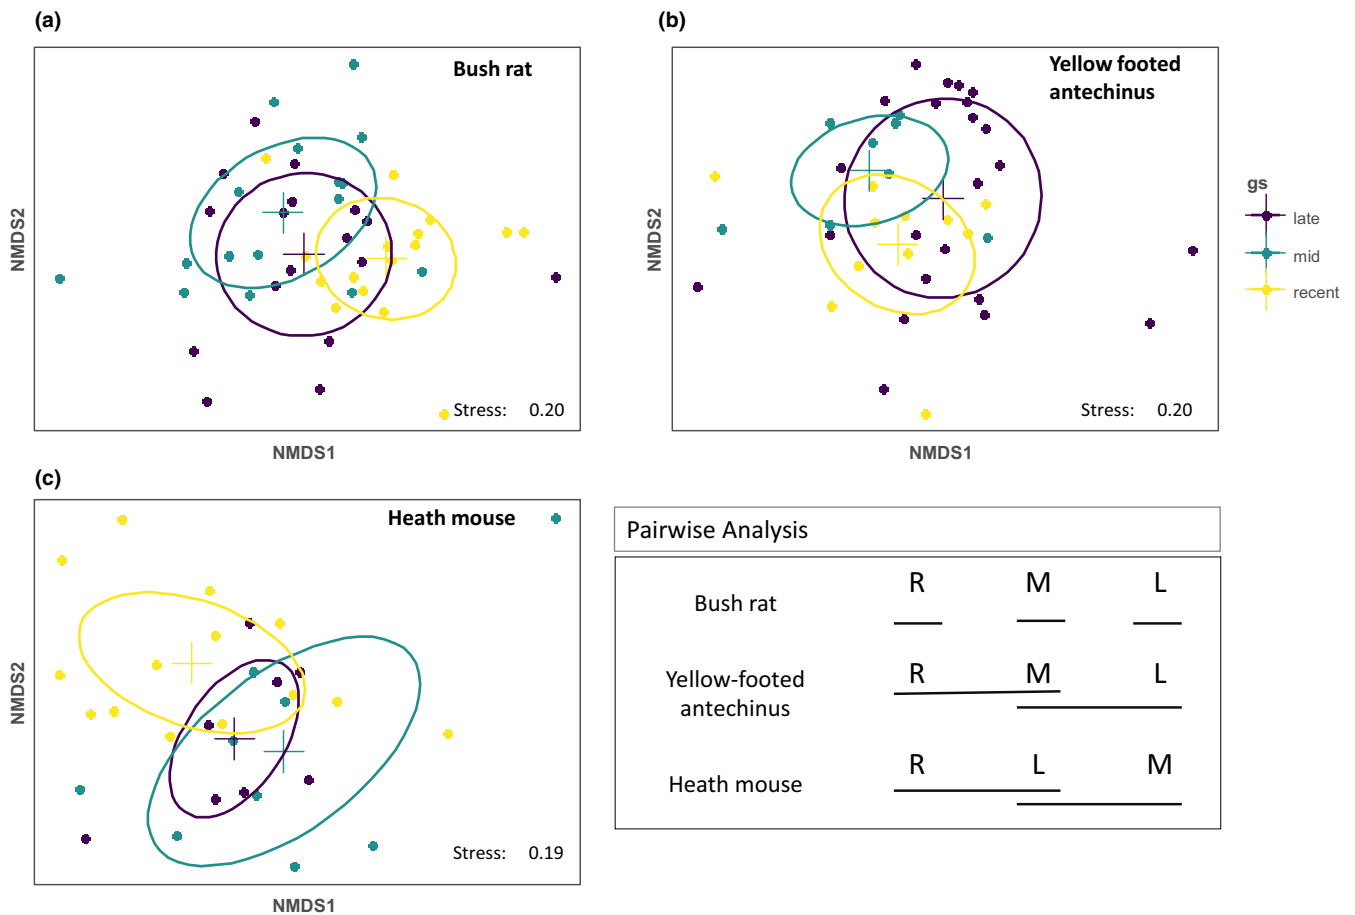 (a)
Bush rat
NMDS2
Stress: 0.20
NMDS1
(b)
Yellow footed
antechinus
NMDS2
Stress: 0.20
NMDS1
gs
late
mid
recent
(c)
Heath mouse
NMDS2
Stress: 0.19
NMDS1
Pairwise Analysis
Bush rat R M L
Yellow-footed
antechinus R M L
Heath mouse R L M